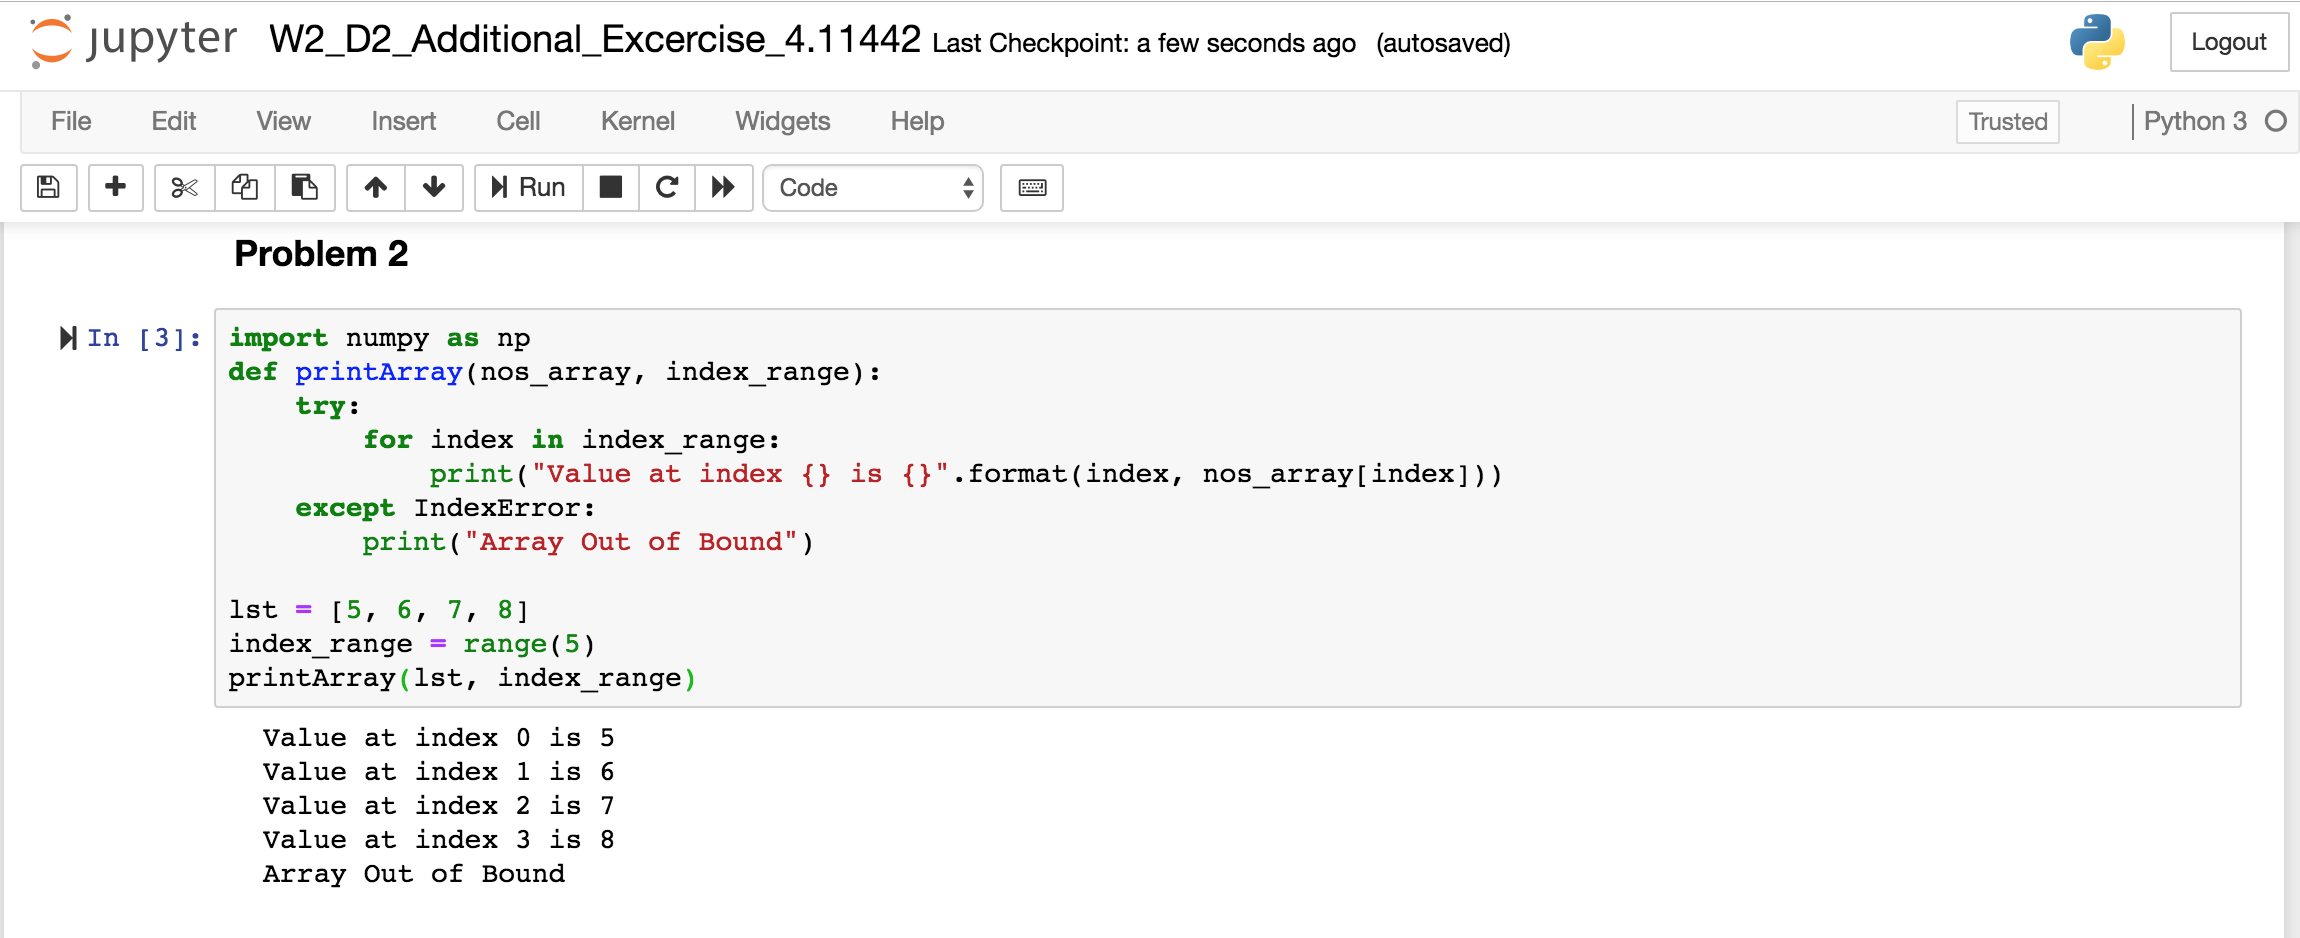 jupyter W2_D2_Additional_Excercise_4.11442 Last Checkpoint: a few seconds ago (autosaved) Logout
File Edit View Insert Cell Kernel Widgets Help Trusted Python 3
Run Code
Problem 2
In [3]: import numpy as np
def printArray(nos_array, index_range):
    try:
        for index in index_range:
            print("Value at index {} is {}".format(index, nos_array[index]))
    except IndexError:
        print("Array Out of Bound")
lst = [5, 6, 7, 8]
index_range = range(5)
printArray(lst, index_range)
Value at index 0 is 5
Value at index 1 is 6
Value at index 2 is 7
Value at index 3 is 8
Array Out of Bound